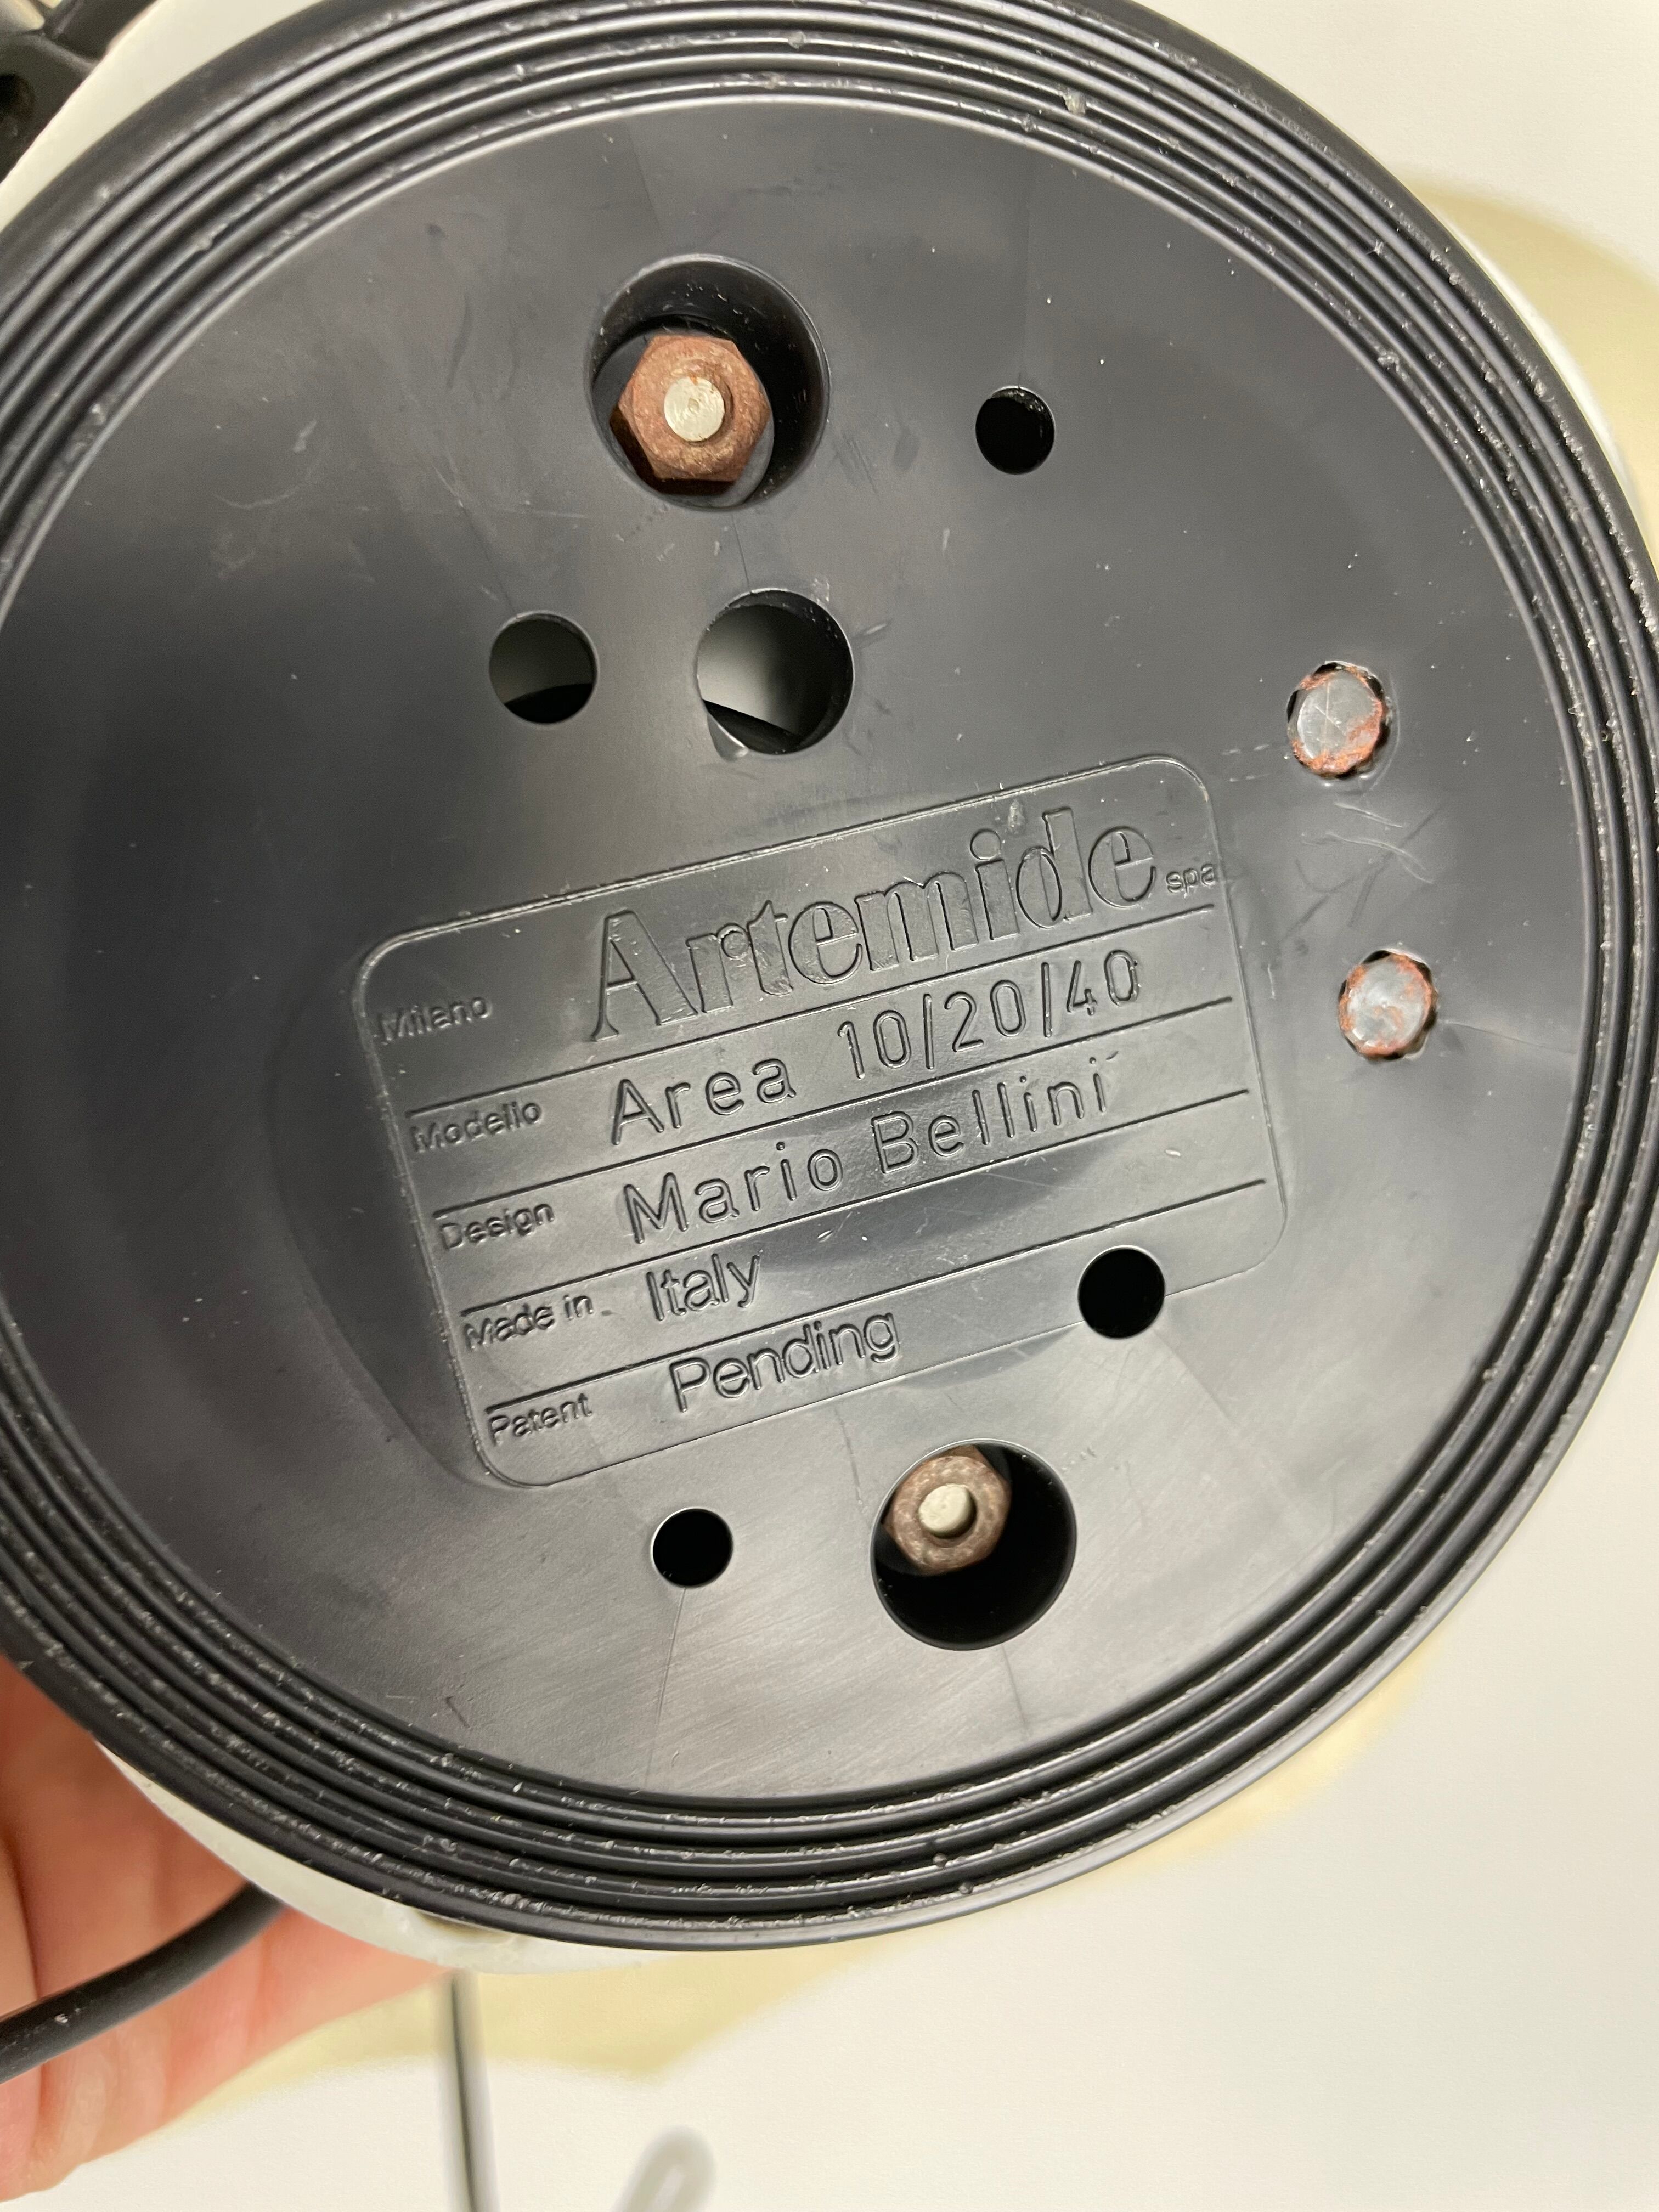 Milano Artemide spa
Modello Area 10/20/40
Design Mario Bellini
Made in Italy
Patent Pending